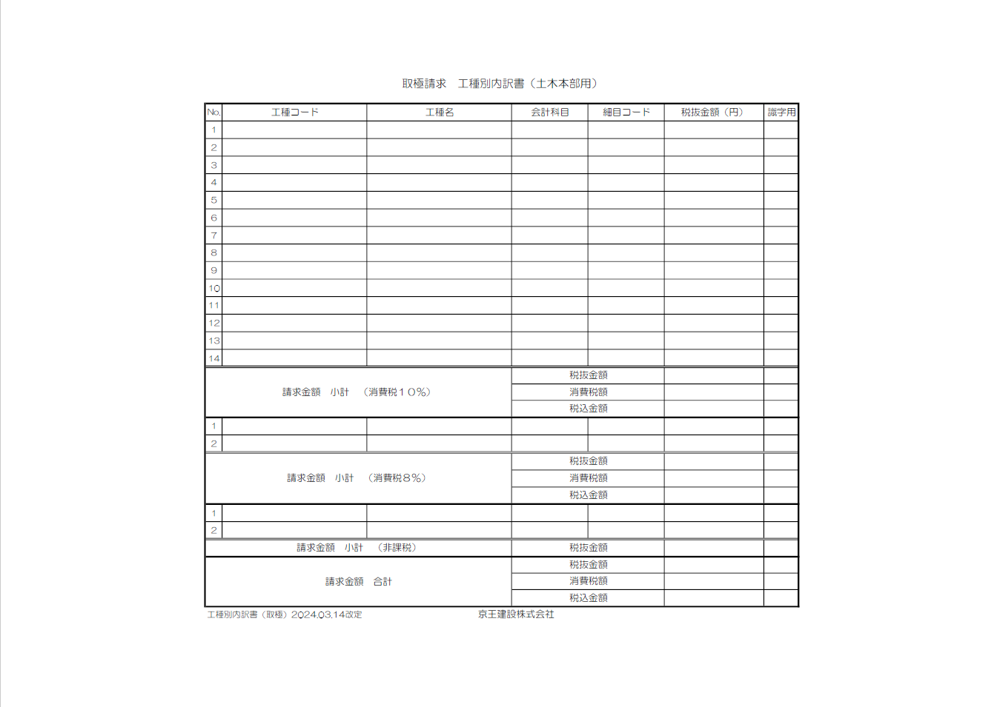 取極請求　工種別内訳書（土木本部用）
No. 工種コード 工種名 会計科目 細目コード 税抜金額（円） 識字用
1
2
3
4
5
6
7
8
9
10
11
12
13
14
請求金額　小計　（消費税１０％）
税抜金額
消費税額
税込金額
1
2
請求金額　小計　（消費税８％）
税抜金額
消費税額
税込金額
1
2
請求金額　小計　（非課税） 税抜金額
請求金額　合計
税抜金額
消費税額
税込金額
工種別内訳書（取極）2024.03.14改定 京王建設株式会社